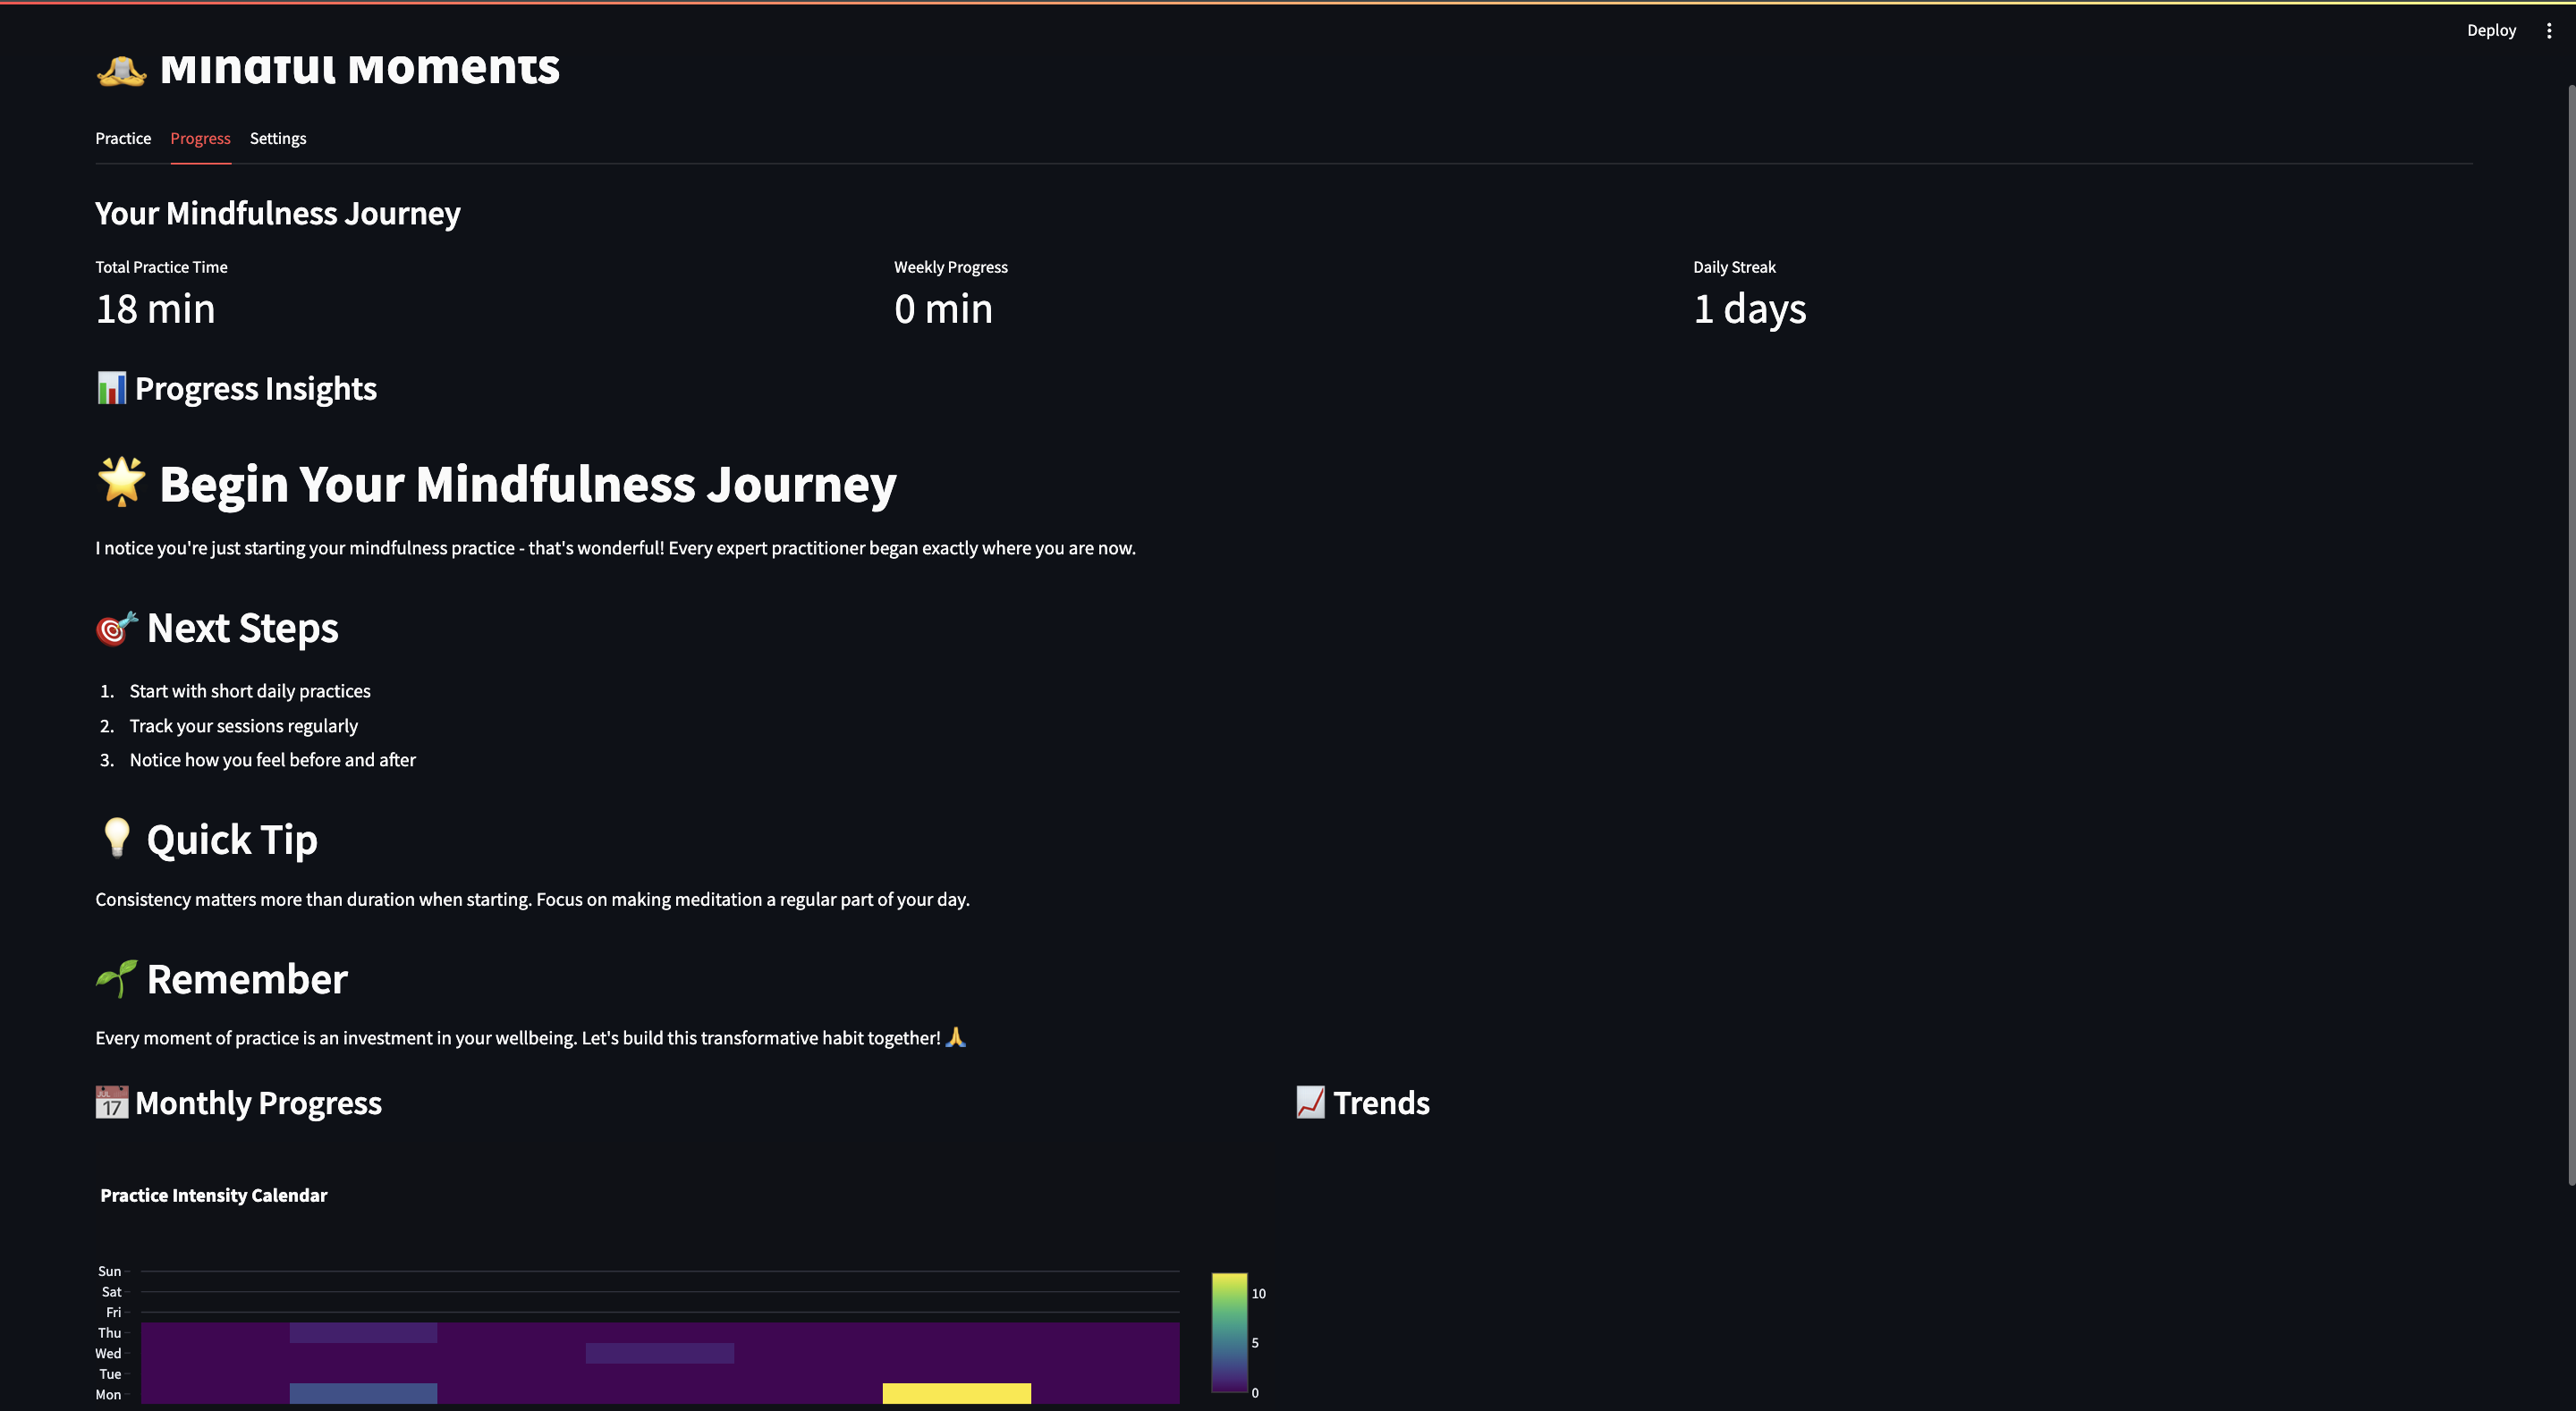 Deploy
Mindful Moments
Practice Progress Settings
Your Mindfulness Journey
Total Practice Time
18 min
Weekly Progress
0 min
Daily Streak
1 days
Progress Insights
Begin Your Mindfulness Journey
I notice you're just starting your mindfulness practice - that's wonderful! Every expert practitioner began exactly where you are now.
Next Steps
1. Start with short daily practices
2. Track your sessions regularly
3. Notice how you feel before and after
Quick Tip
Consistency matters more than duration when starting. Focus on making meditation a regular part of your day.
Remember
Every moment of practice is an investment in your wellbeing. Let's build this transformative habit together!
JUL
17
Monthly Progress
Trends
Practice Intensity Calendar
Sun
Sat
Fri
Thu
Wed
Tue
Mon
10
5
0